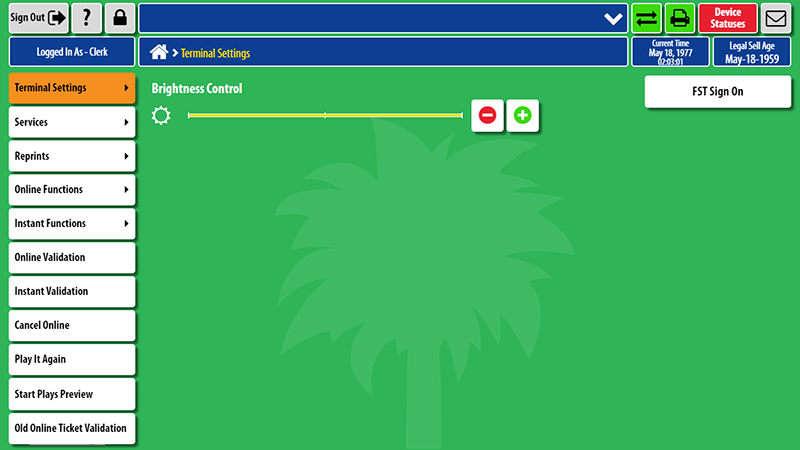 Sign Out
?
Device
Statuses
Logged In As - Clerk
Terminal Settings
Current Time
May 18, 1977
02:03:01
Legal Sell Age
May-18-1959
Terminal Settings
Services
Reprints
Online Functions
Instant Functions
Online Validation
Instant Validation
Cancel Online
Play It Again
Start Plays Preview
Old Online Ticket Validation
Brightness Control
FST Sign On